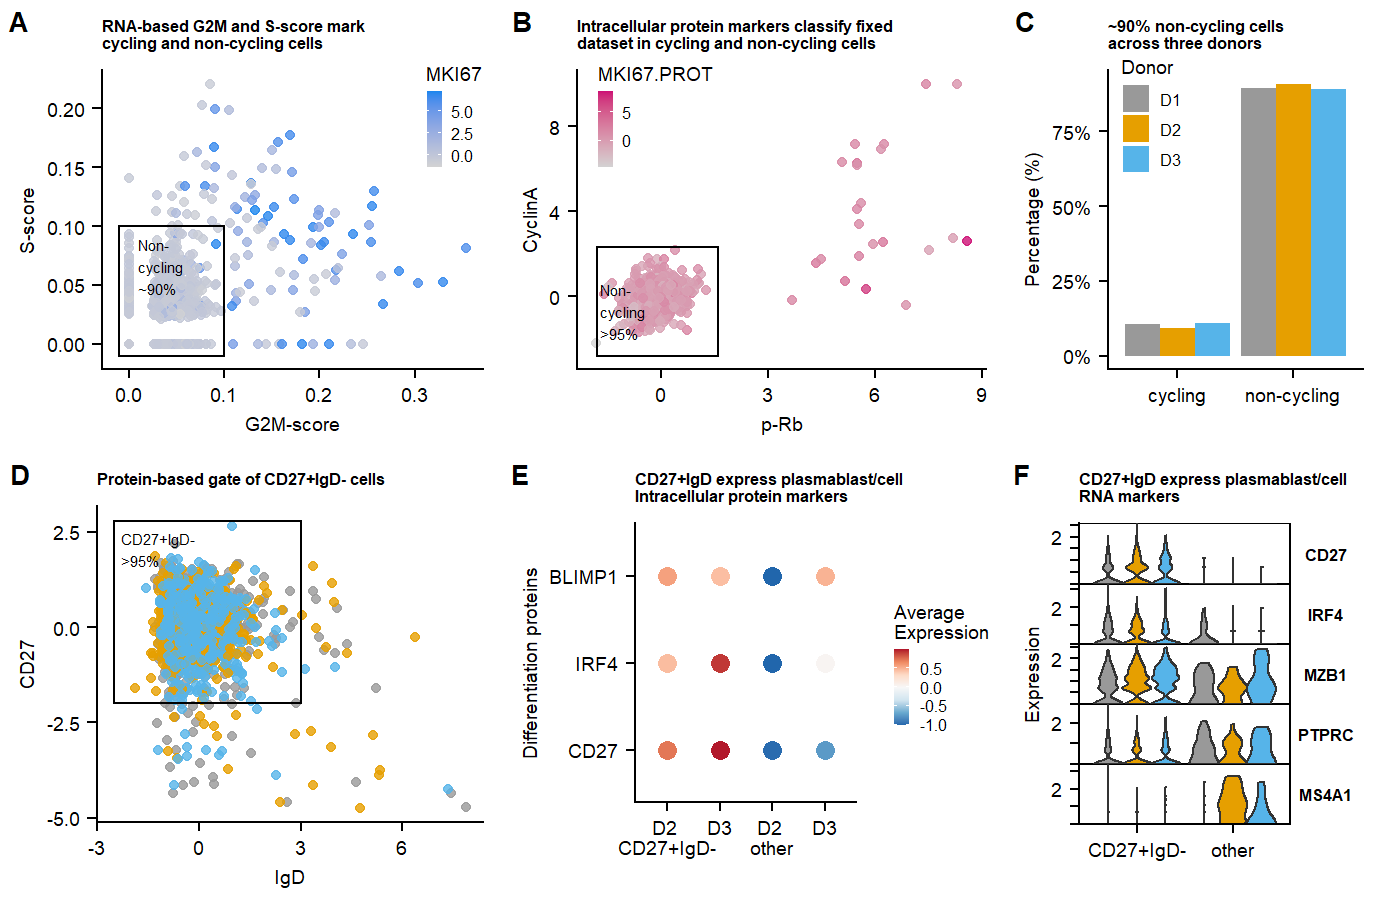 A
RNA-based G2M and S-score mark
cycling and non-cycling cells
MKI67
5.0
2.5
0.0
Non-
cycling
~90%
S-score
0.20
0.15
0.10
0.05
0.00
0.0
0.1
0.2
0.3
G2M-score
B
Intracellular protein markers classify fixed
dataset in cycling and non-cycling cells
MKI67.PROT
5
0
Non-
cycling
>95%
CyclinA
8
4
0
0
3
6
9
p-Rb
C
~90% non-cycling cells
across three donors
Donor
D1
D2
D3
Percentage (%)
75%
50%
25%
0%
cycling
non-cycling
D
Protein-based gate of CD27+IgD- cells
CD27+IgD-
>95%
CD27
2.5
0.0
-2.5
-5.0
-3
0
3
6
IgD
E
CD27+IgD express plasmablast/cell
Intracellular protein markers
Differentiation proteins
BLIMP1
IRF4
CD27
D2
D3
D2
D3
CD27+IgD-
other
Average
Expression
0.5
0.0
-0.5
-1.0
F
CD27+IgD express plasmablast/cell
RNA markers
Expression
2
CD27
2
IRF4
2
MZB1
2
PTPRC
2
MS4A1
CD27+IgD-
other